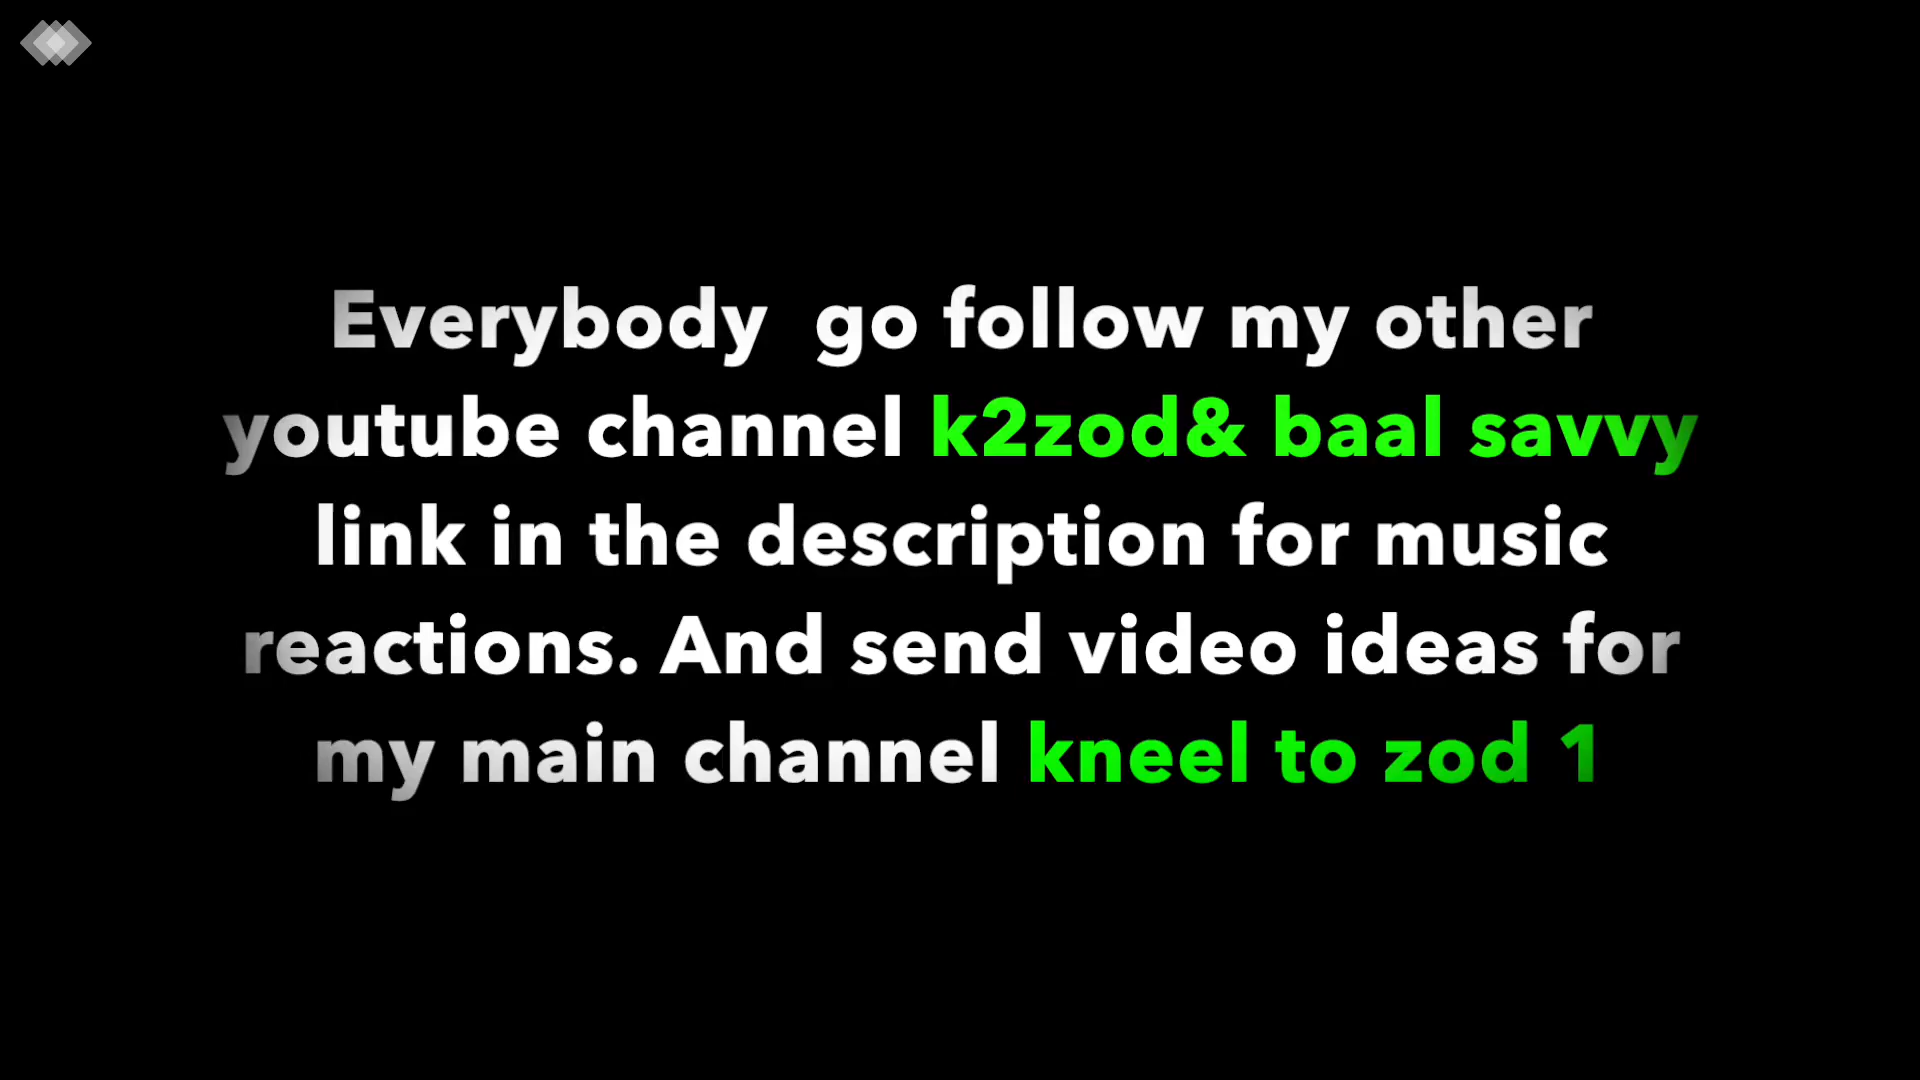 Everybody  go follow my other
youtube channel k2zod& baal savvy
link in the description for music
reactions. And send video ideas for
my main channel kneel to zod 1